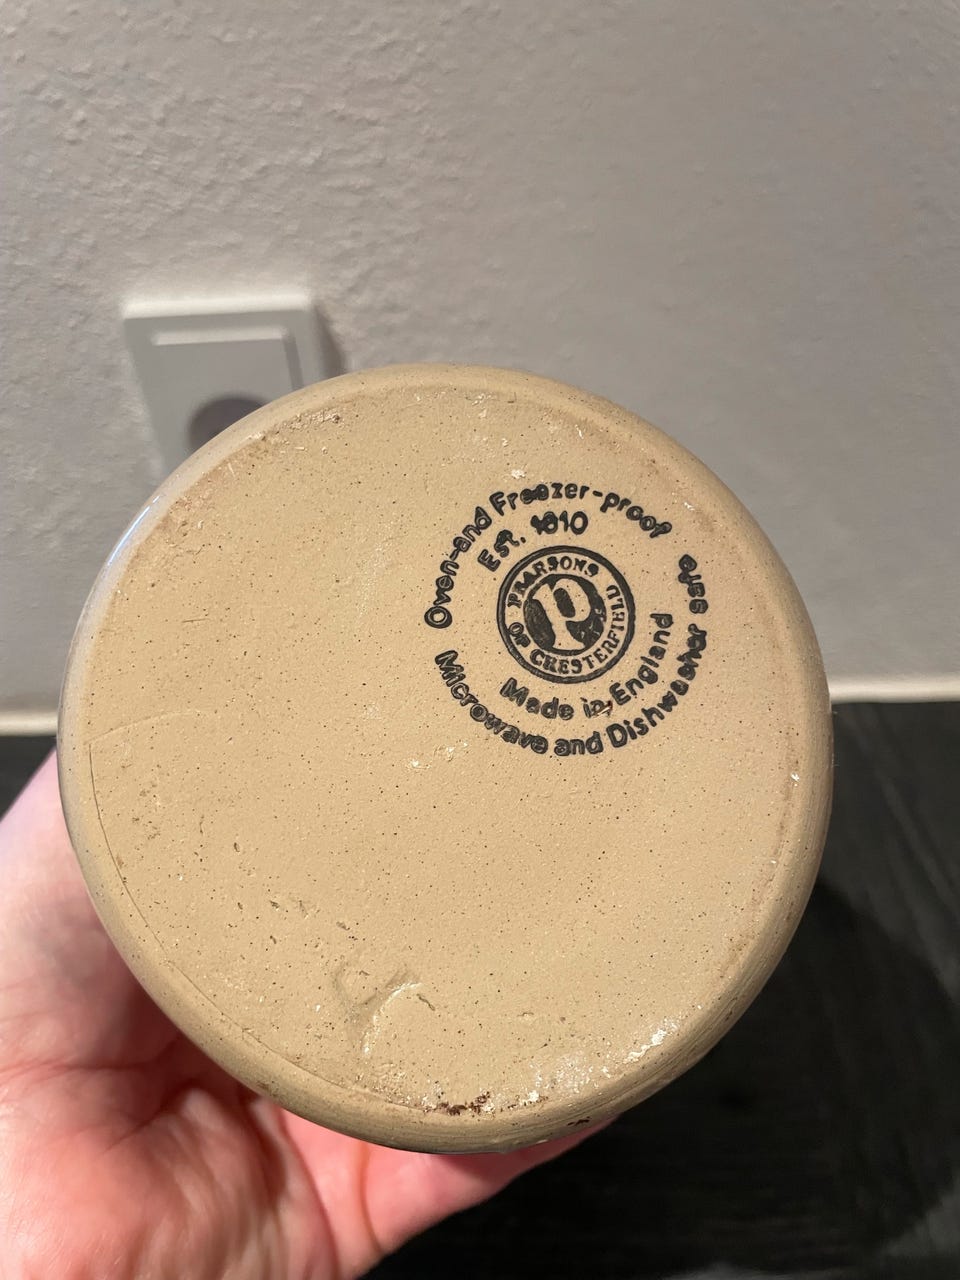 Oven-and Freezer-proof
Est. 1810
PEARSONS
OF CHESTERFIELD
P
Made in England
Microwave and Dishwasher safe